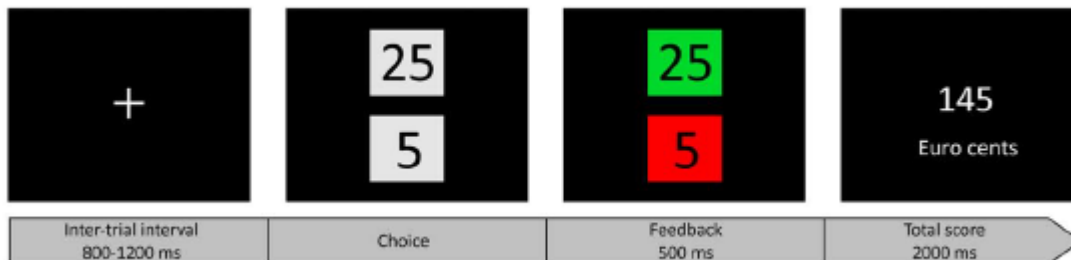 +
25
5
25
5
145
Euro cents
Inter-trial interval
800-1200 ms
Choice
Feedback
500 ms
Total score
2000 ms